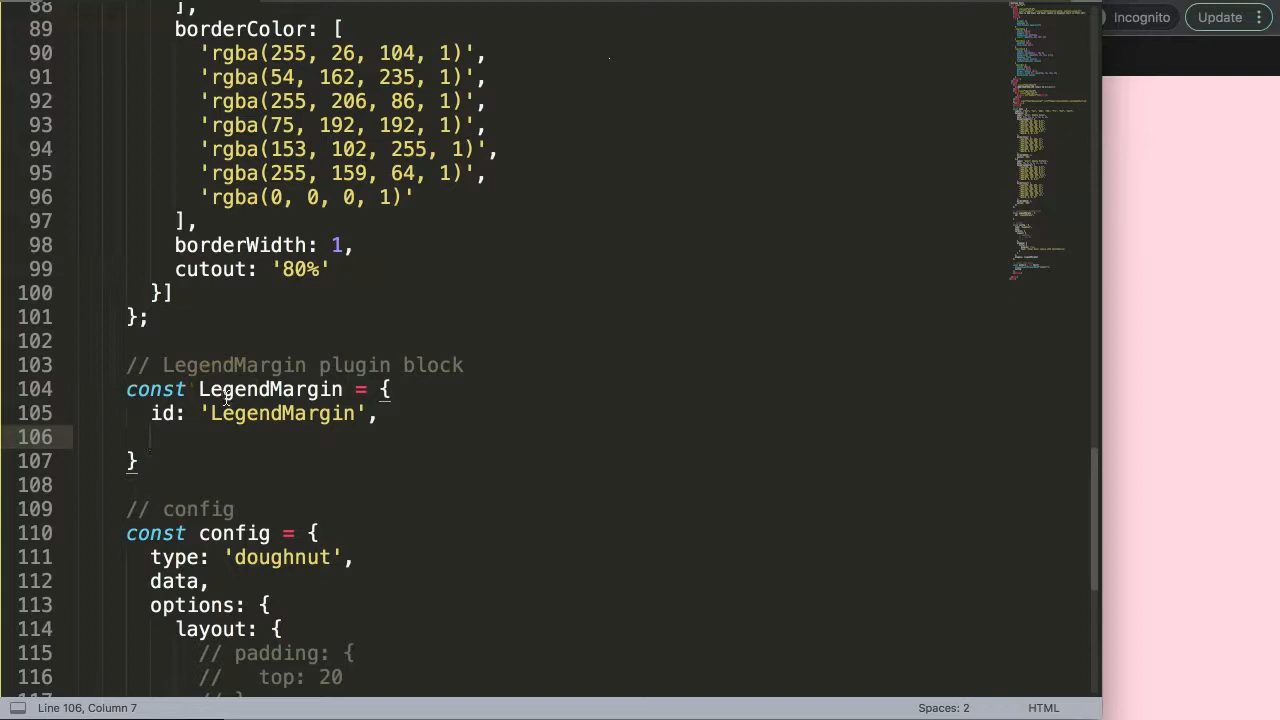 Incognito
Update
88 ],
89 borderColor: [
90 'rgba(255, 26, 104, 1)',
91 'rgba(54, 162, 235, 1)',
92 'rgba(255, 206, 86, 1)',
93 'rgba(75, 192, 192, 1)',
94 'rgba(153, 102, 255, 1)',
95 'rgba(255, 159, 64, 1)',
96 'rgba(0, 0, 0, 1)'
97 ],
98 borderWidth: 1,
99 cutout: '80%'
100 }]
101 };
102
103 // LegendMargin plugin block
104 const LegendMargin = {
105 id: 'LegendMargin',
106
107 }
108
109 // config
110 const config = {
111 type: 'doughnut',
112 data,
113 options: {
114 layout: {
115 // padding: {
116 // top: 20
117 // }
Line 106, Column 7
Spaces: 2
HTML